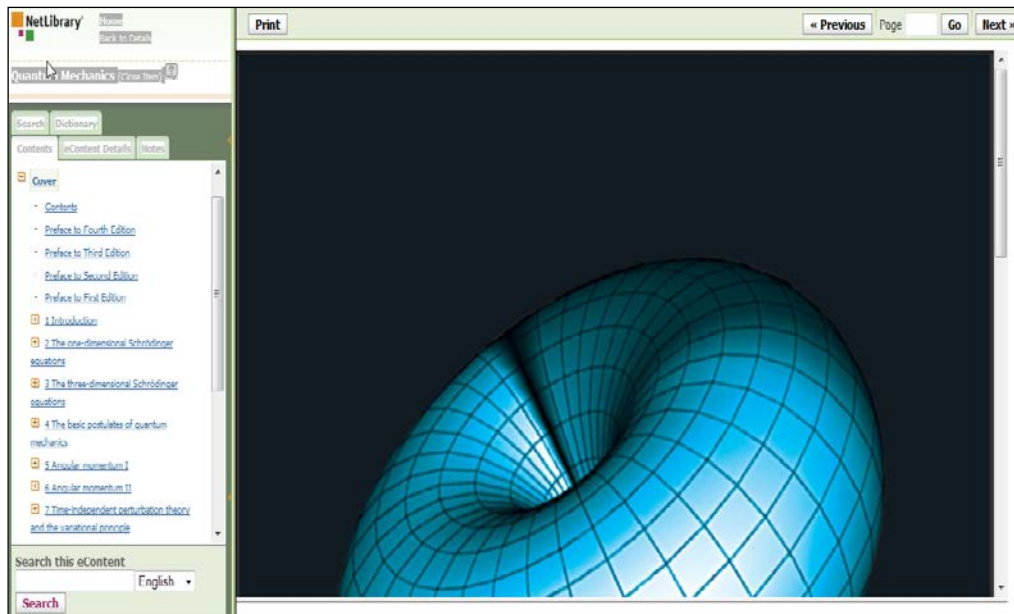 NetLibrary®
Home
Back to Details
Quantum Mechanics (Close Item) ?
Search Dictionary
Contents eContent Details Notes
Cover
Contents
Preface to Fourth Edition
Preface to Third Edition
Preface to Second Edition
Preface to First Edition
1 Introduction
2 The one-dimensional Schrödinger
equations
3 The three-dimensional Schrödinger
equations
4 The basic postulates of quantum
mechanics
5 Angular momentum I
6 Angular momentum II
7 Time-independent perturbation theory
and the variational principle
Search this eContent
English
Search
Print
« Previous Page Go Next »